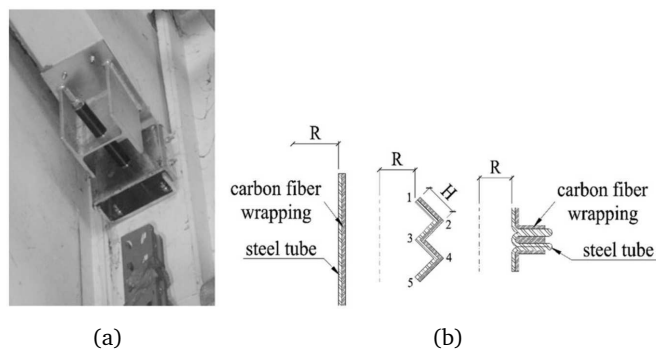 R
carbon fiber
wrapping
steel tube
R
H
1
2
3
4
5
R
carbon fiber
wrapping
steel tube
(a)
(b)